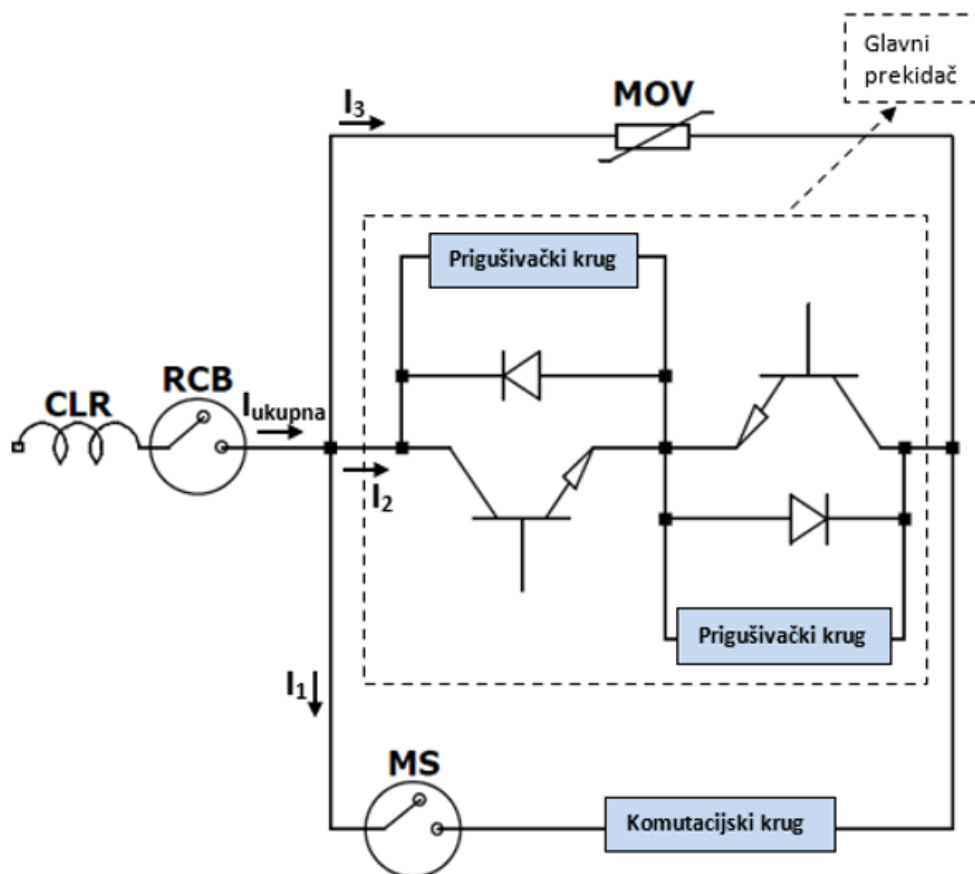 Glavni
prekidač
MOV
I3
Prigušivački krug
RCB
CLR
Iukupna
I2
Prigušivački krug
I1
MS
Komutacijski krug